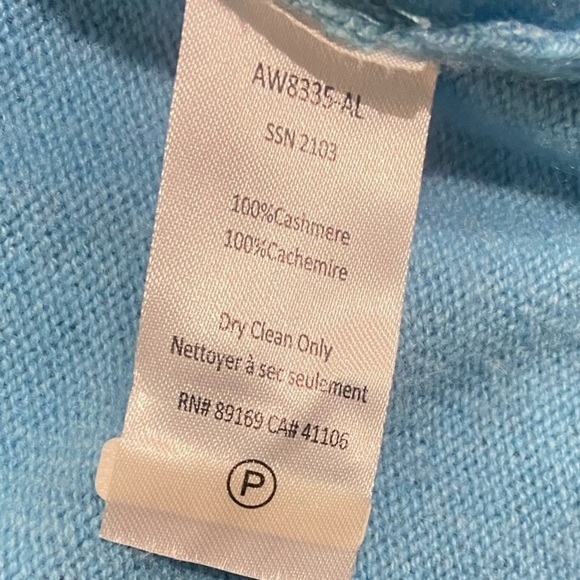 AW8335-AL
SSN 2103
100%Cashmere
100%Cachemire
Dry Clean Only
Nettoyer à sec seulement
RN# 89169 CA# 41106
P